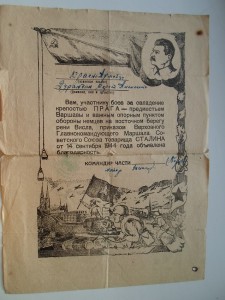 Вам, участнику боев за овладение
крепостью ПРАГА — предместьем
Варшавы и важным опорным пунктом
обороны немцев на восточном берегу
реки Висла, приказом Верховного
Главнокомандующего Маршала Со-
ветского Союза товарища СТАЛИНА
от 14 сентября 1944 года объявлена
благодарность.
КОМАНДИР ЧАСТИ